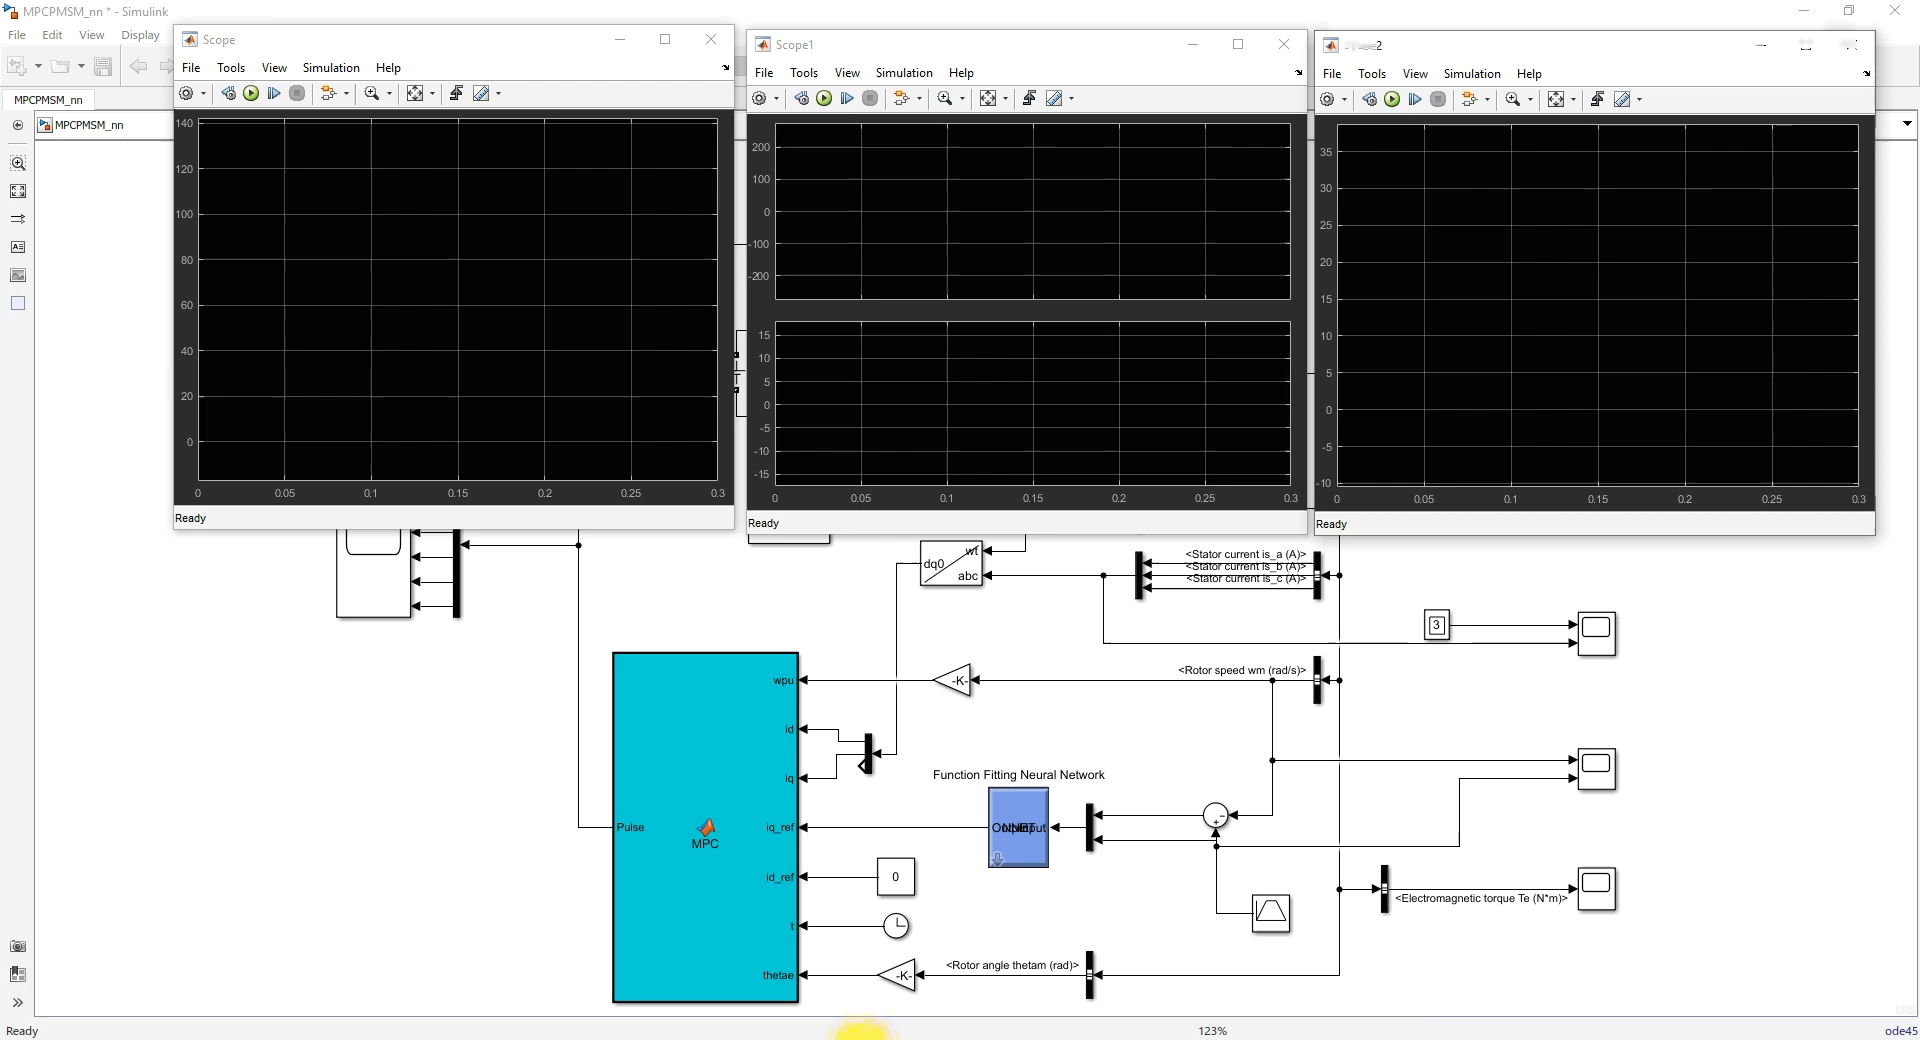 MPCPMSM_nn * - Simulink
File Edit View Display
MPCPMSM_nn
MPCPMSM_nn
Scope
File Tools View Simulation Help
140
120
100
80
60
40
20
0
0 0.05 0.1 0.15 0.2 0.25 0.3
Ready
Scope1
File Tools View Simulation Help
200
100
0
-100
-200
15
10
5
0
-5
-10
-15
0 0.05 0.1 0.15 0.2 0.25 0.3
Ready
File Tools View Simulation Help
35
30
25
20
15
10
5
0
-5
-10
0 0.05 0.1 0.15 0.2 0.25 0.3
Ready
dq0
wt
abc
<Stator current is_a (A)>
<Stator current is_b (A)>
<Stator current is_c (A)>
3
<Rotor speed wm (rad/s)>
-K-
wpu
id
iq
Function Fitting Neural Network
Pulse
MPC
iq_ref
id_ref
0
t
thetae
-K-
<Rotor angle thetam (rad)>
<Electromagnetic torque Te (N*m)>
Ready
123%
ode45